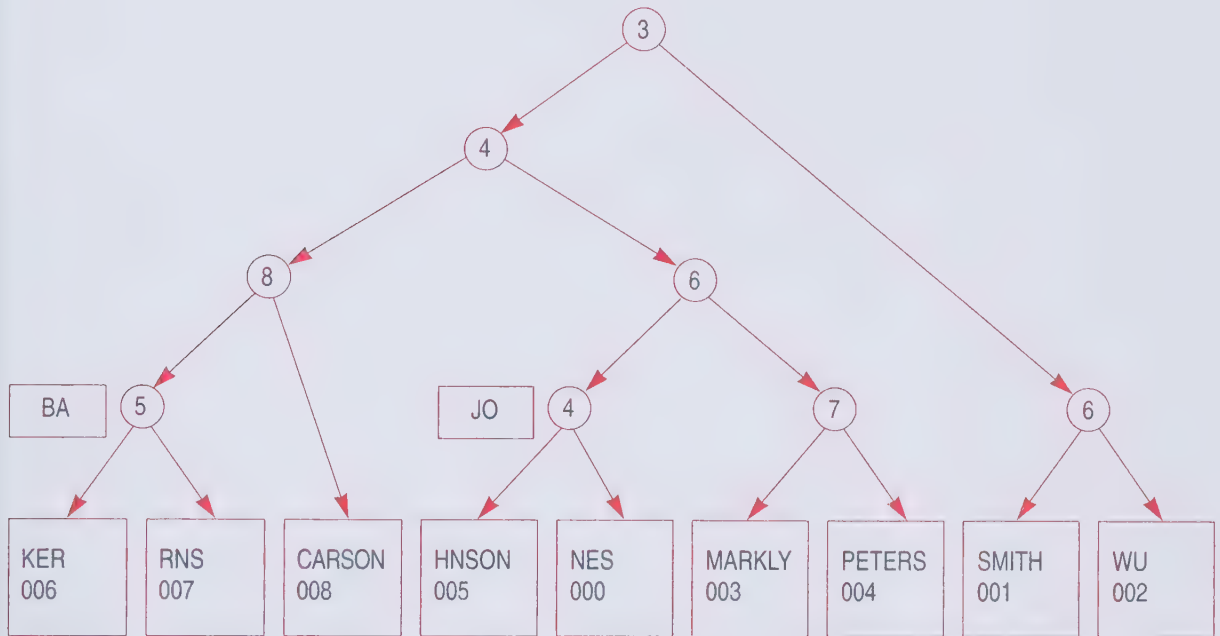 3
4
8
6
BA
5
JO
4
7
6
KER
006
RNS
007
CARSON
008
HNSON
005
NES
000
MARKLY
003
PETERS
004
SMITH
001
WU
002